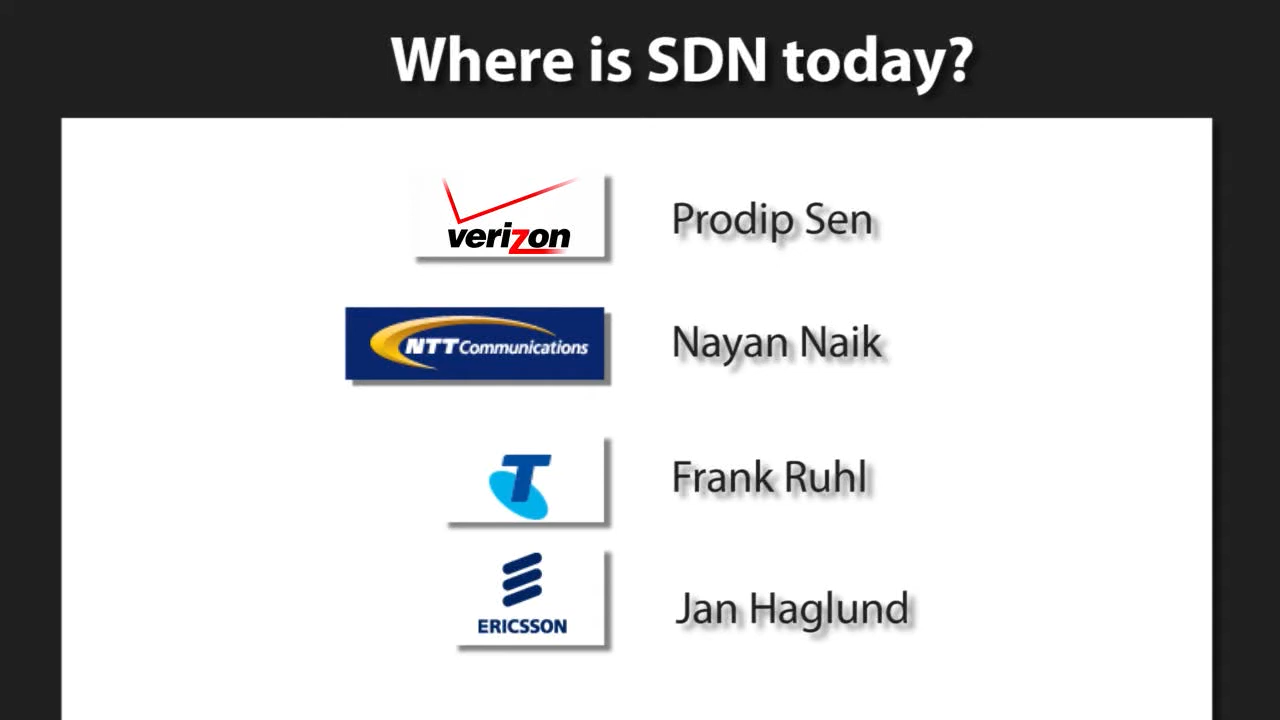 Where is SDN today?
verizon
Prodip Sen
NTT Communications
Nayan Naik
T
Frank Ruhl
ERICSSON
Jan Haglund